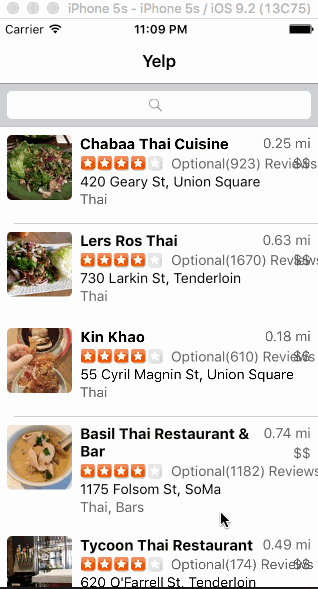 iPhone 5s - iPhone 5s / iOS 9.2 (13C75)
Carrier 11:09 PM
Yelp
Chabaa Thai Cuisine 0.25 mi
Optional(923) Reviews $$
420 Geary St, Union Square
Thai
Lers Ros Thai 0.63 mi
Optional(1670) Reviews $$
730 Larkin St, Tenderloin
Thai
Kin Khao 0.18 mi
Optional(610) Reviews $$
55 Cyril Magnin St, Union Square
Thai
Basil Thai Restaurant & 0.74 mi
Bar $$
Optional(1182) Reviews
1175 Folsom St, SoMa
Thai, Bars
Tycoon Thai Restaurant 0.49 mi
Optional(174) Reviews $$
620 O'Farrell St, Tenderloin